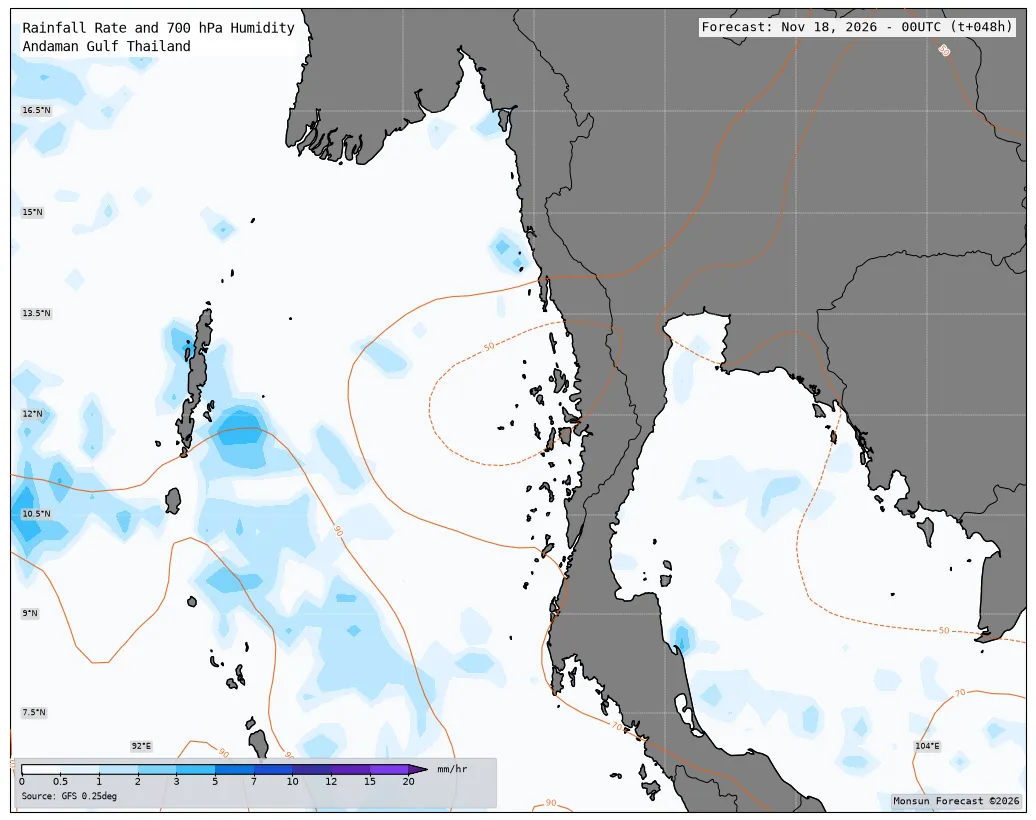 Rainfall Rate and 700 hPa Humidity
Andaman Gulf Thailand
Forecast: Nov 18, 2026 - 00UTC (t+048h)
50
16.5°N
15°N
13.5°N
50
12°N
10.5°N
90
9°N
50
70
7.5°N
70
92°E
104°E
90
90
mm/hr
0 0.5 1 2 3 5 7 10 12 15 20
Source: GFS 0.25deg
90
Monsun Forecast ©2026